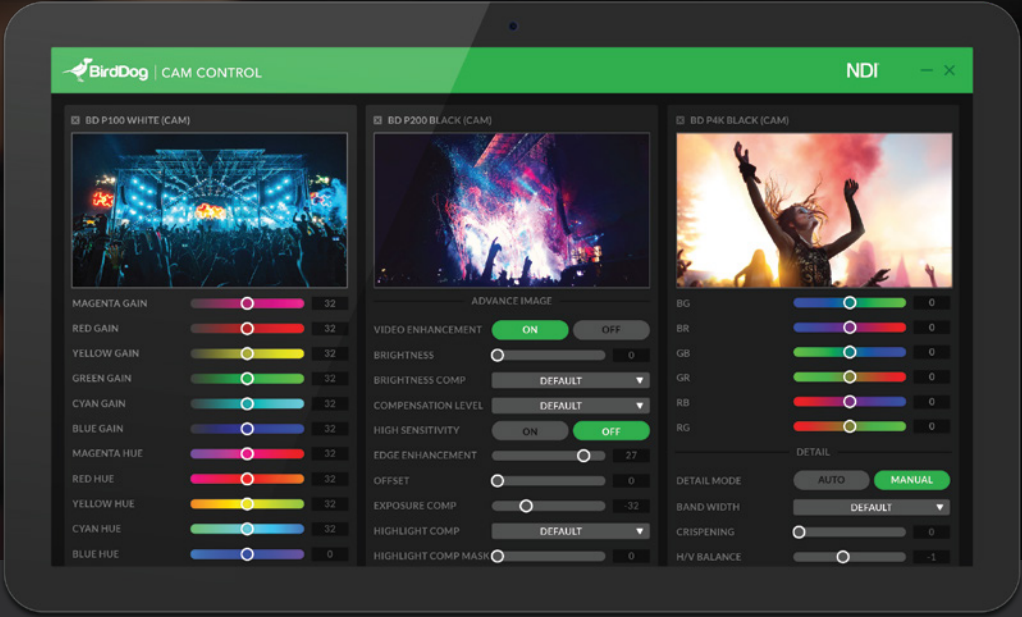 BirdDog | CAM CONTROL
NDI
BD P100 WHITE (CAM)
MAGENTA GAIN 32
RED GAIN 32
YELLOW GAIN 32
GREEN GAIN 32
CYAN GAIN 32
BLUE GAIN 32
MAGENTA HUE 32
RED HUE 32
YELLOW HUE 32
CYAN HUE 32
BLUE HUE 0
BD P200 BLACK (CAM)
ADVANCE IMAGE
VIDEO ENHANCEMENT ON OFF
BRIGHTNESS 0
BRIGHTNESS COMP DEFAULT
COMPENSATION LEVEL DEFAULT
HIGH SENSITIVITY ON OFF
EDGE ENHANCEMENT 27
OFFSET 0
EXPOSURE COMP -32
HIGHLIGHT COMP DEFAULT
HIGHLIGHT COMP MASK 0
BD P4K BLACK (CAM)
BG 0
BR 0
GB 0
GR 0
RB 0
RG 0
DETAIL
DETAIL MODE AUTO MANUAL
BAND WIDTH DEFAULT
CRISPENING 0
H/V BALANCE -1